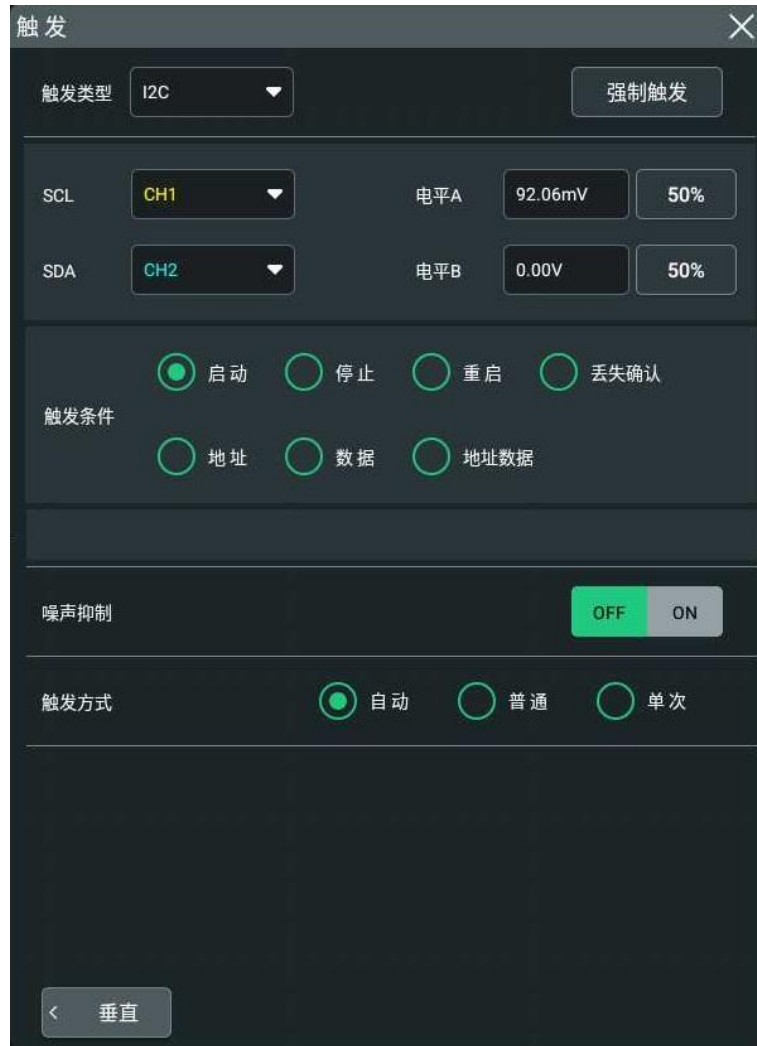 触发
触发类型 I2C 强制触发
SCL CH1 电平A 92.06mV 50%
SDA CH2 电平B 0.00V 50%
启动 停止 重启 丢失确认
触发条件
地址 数据 地址数据
噪声抑制 OFF ON
触发方式 自动 普通 单次
垂直